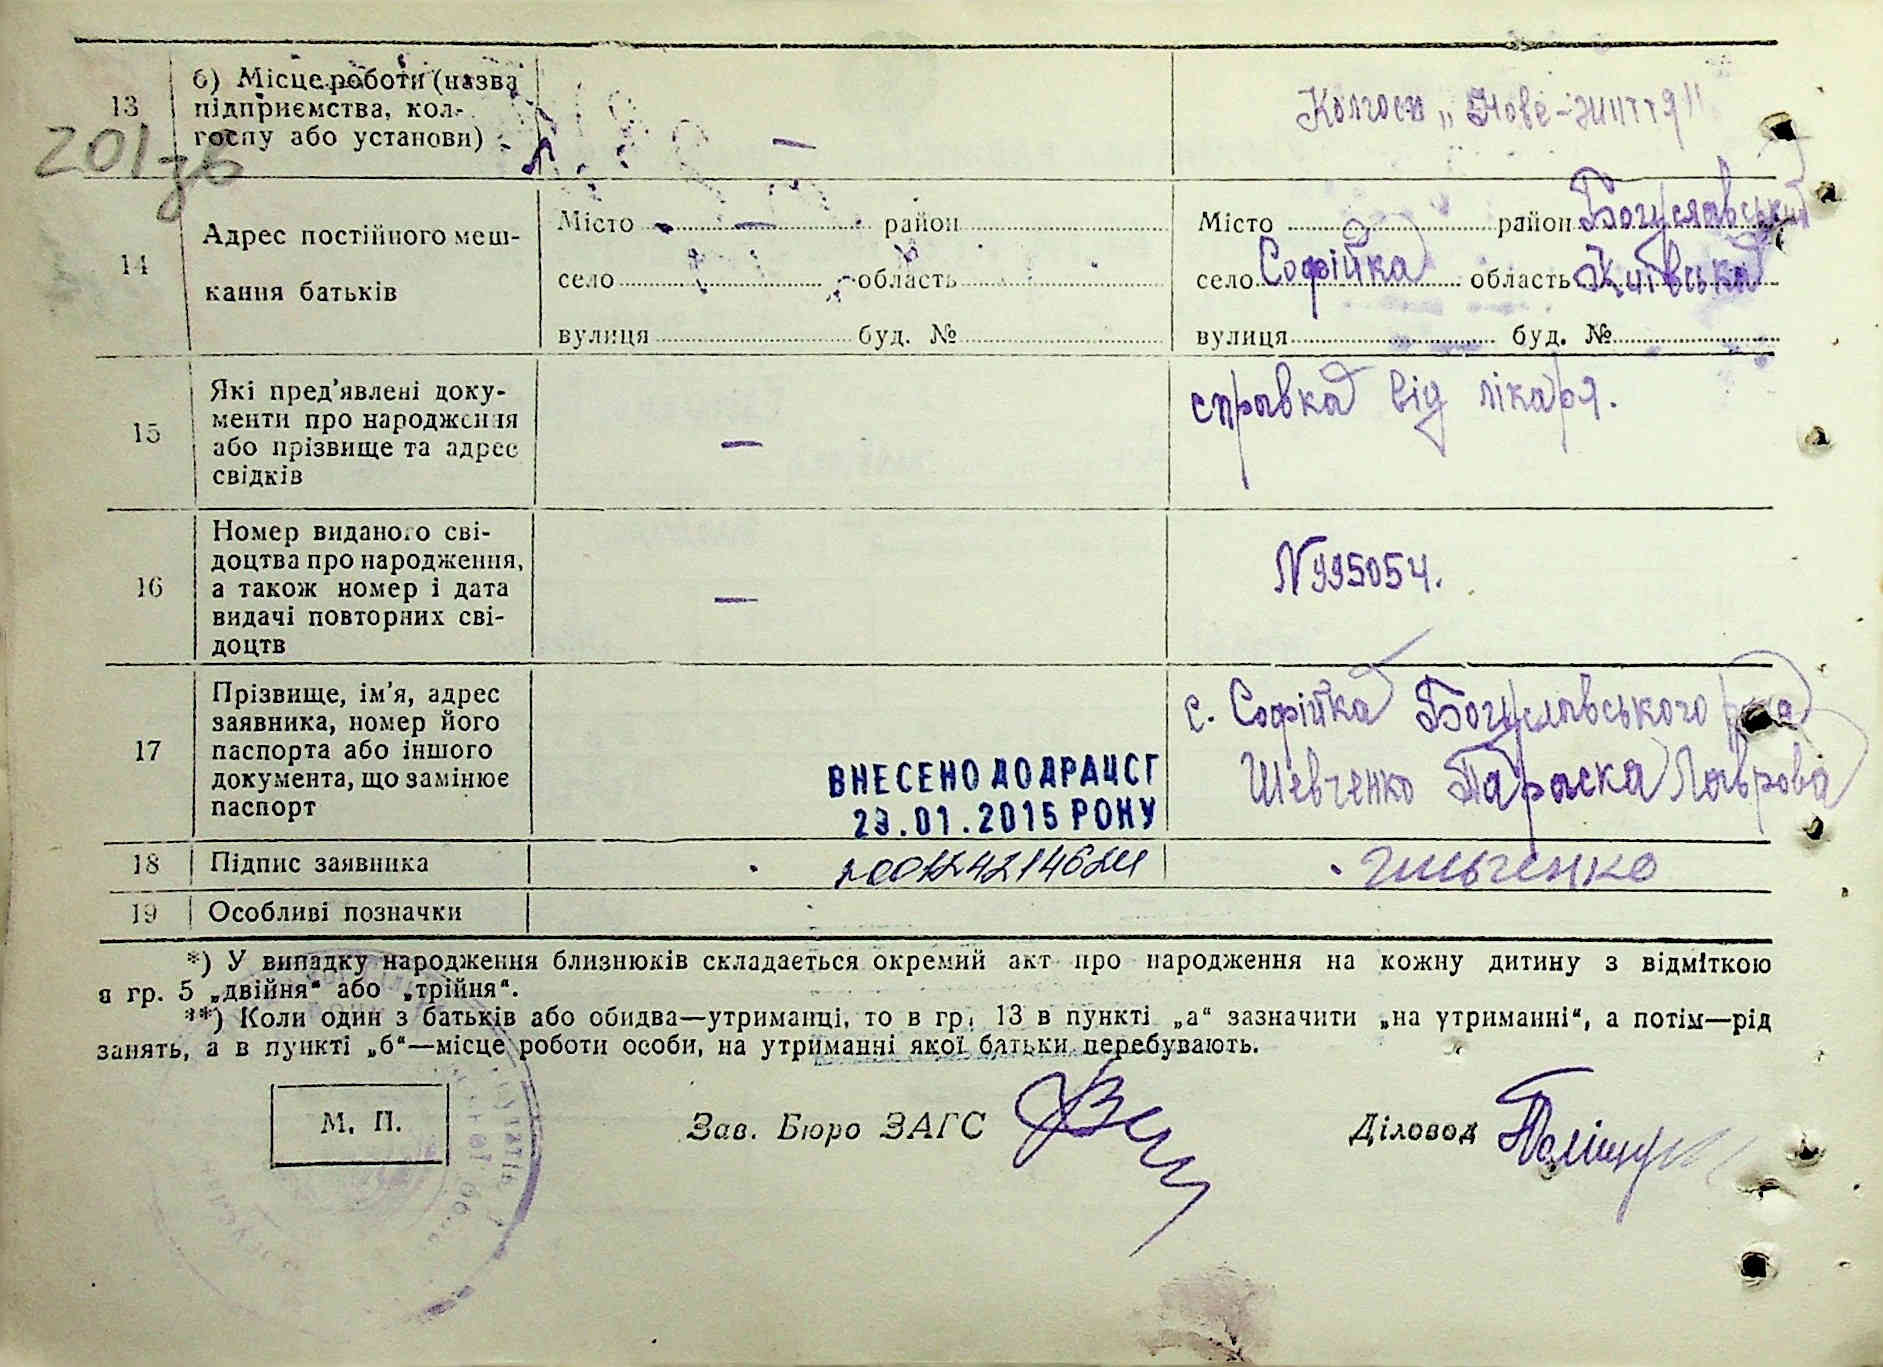 201 зв
13
б) Місце роботи (назва
підприємства, кол-
госпу або установи)
—
Колгосп „Нове-життя"
14
Адрес постійного меш-
кання батьків
Місто — район
село область
вулиця буд. №
Місто район Богуславський
село Софійка область Київська
вулиця буд. №
15
Які пред'явлені доку-
менти про народження
або прізвище та адрес
свідків
—
справка від лікаря.
16
Номер виданого сві-
доцтва про народження,
а також номер і дата
видачі повторних сві-
доцтв
—
№995054.
17
Прізвище, ім'я, адрес
заявника, номер його
паспорта або іншого
документа, що замінює
паспорт
ВНЕСЕНО ДО ДРАЦСГ
23.01.2015 РОКУ
с. Софійка Богуславського
Шевченко Параска Лаврова
18
Підпис заявника
00124214624
19
Особливі позначки
*) У випадку народження близнюків складається окремий акт про народження на кожну дитину з відміткою
в гр. 5 „двійня" або „трійня".
**) Коли один з батьків або обидва—утриманці, то в гр. 13 в пункті „а" зазначити „на утриманні", а потім—рід
занять, а в пункті „б"—місце роботи особи, на утриманні якої батьки перебувають.
М. П.
Зав. Бюро ЗАГС
Діловод Поліщук